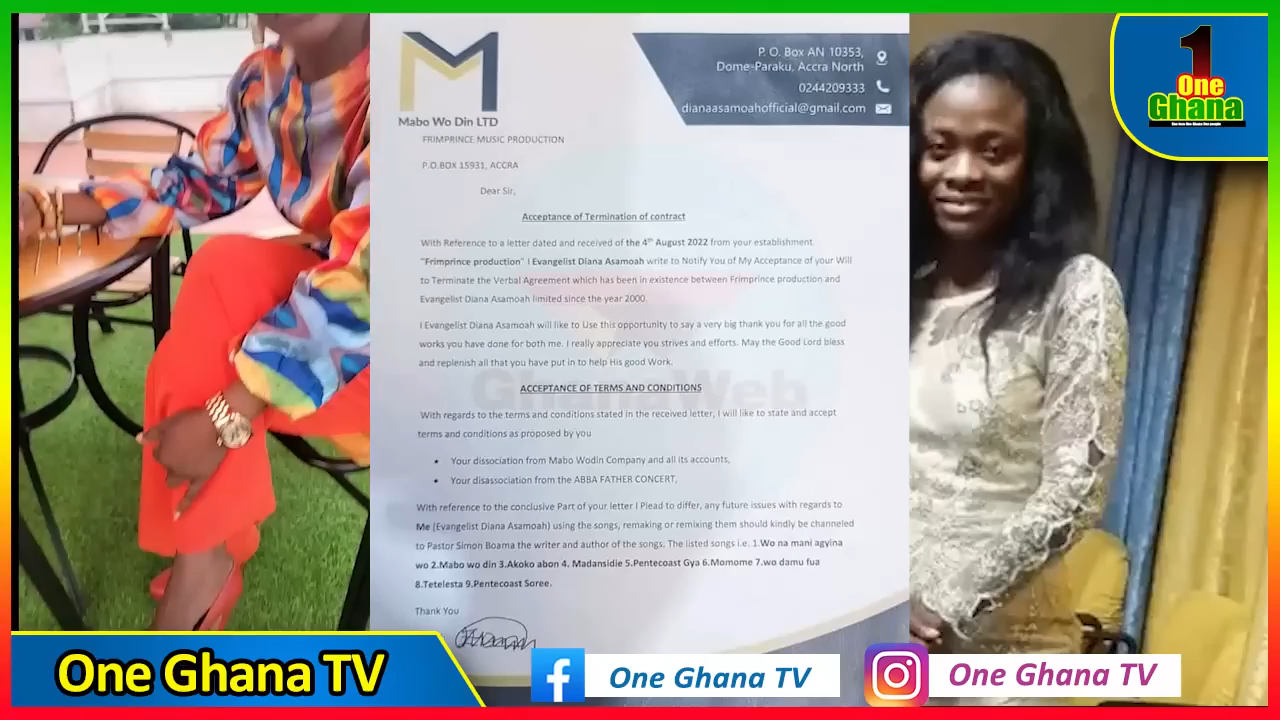 P. O. Box AN 10353,
Dome-Paraku, Accra North
0244209333
dianaasamoahofficial@gmail.com
Mabo Wo Din LTD
FRIMPRINCE MUSIC PRODUCTION
P.O.BOX 15931, ACCRA
Dear Sir,
Acceptance of Termination of contract
With Reference to a letter dated and received of the 4th August 2022 from your establishment
"Frimprince production" I Evangelist Diana Asamoah write to Notify You of My Acceptance of your Will
to Terminate the Verbal Agreement which has been in existence between Frimprince production and
Evangelist Diana Asamoah limited since the year 2000.
I Evangelist Diana Asamoah will like to Use this opportunity to say a very big thank you for all the good
works you have done for both me. I really appreciate you strives and efforts. May the Good Lord bless
and replenish all that you have put in to help His good Work.
GhanaWeb
ACCEPTANCE OF TERMS AND CONDITIONS
With regards to the terms and conditions stated in the received letter, I will like to state and accept
terms and conditions as proposed by you
• Your dissociation from Mabo Wodin Company and all its accounts,
• Your disassociation from the ABBA FATHER CONCERT,
With reference to the conclusive Part of your letter I Plead to differ, any future issues with regards to
Me (Evangelist Diana Asamoah) using the songs, remaking or remixing them should kindly be channeled
to Pastor Simon Boama the writer and author of the songs. The listed songs i.e. 1.Wo na mani agyina
wo 2.Mabo wo din 3.Akoko abon 4. Madansidie 5.Pentecoast Gya 6.Momome 7.wo damu fua
8.Tetelesta 9.Pentecoast Soree.
Thank You
1
One
Ghana
One Ghana TV
One Ghana TV
One Ghana TV